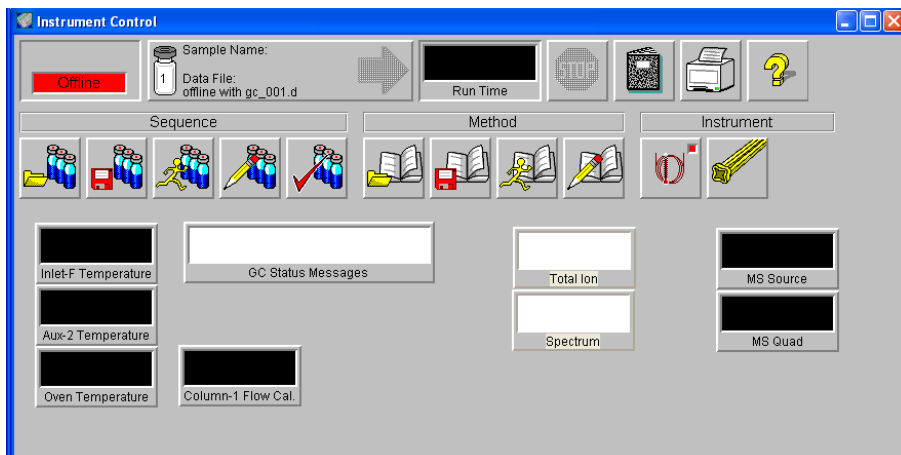 Instrument Control
Offline
1
Sample Name:
Data File:
offline with gc_001.d
Run Time
STOP
Sequence
Method
Instrument
Inlet-F Temperature
GC Status Messages
Total Ion
MS Source
Aux-2 Temperature
Spectrum
MS Quad
Oven Temperature
Column-1 Flow Cal.